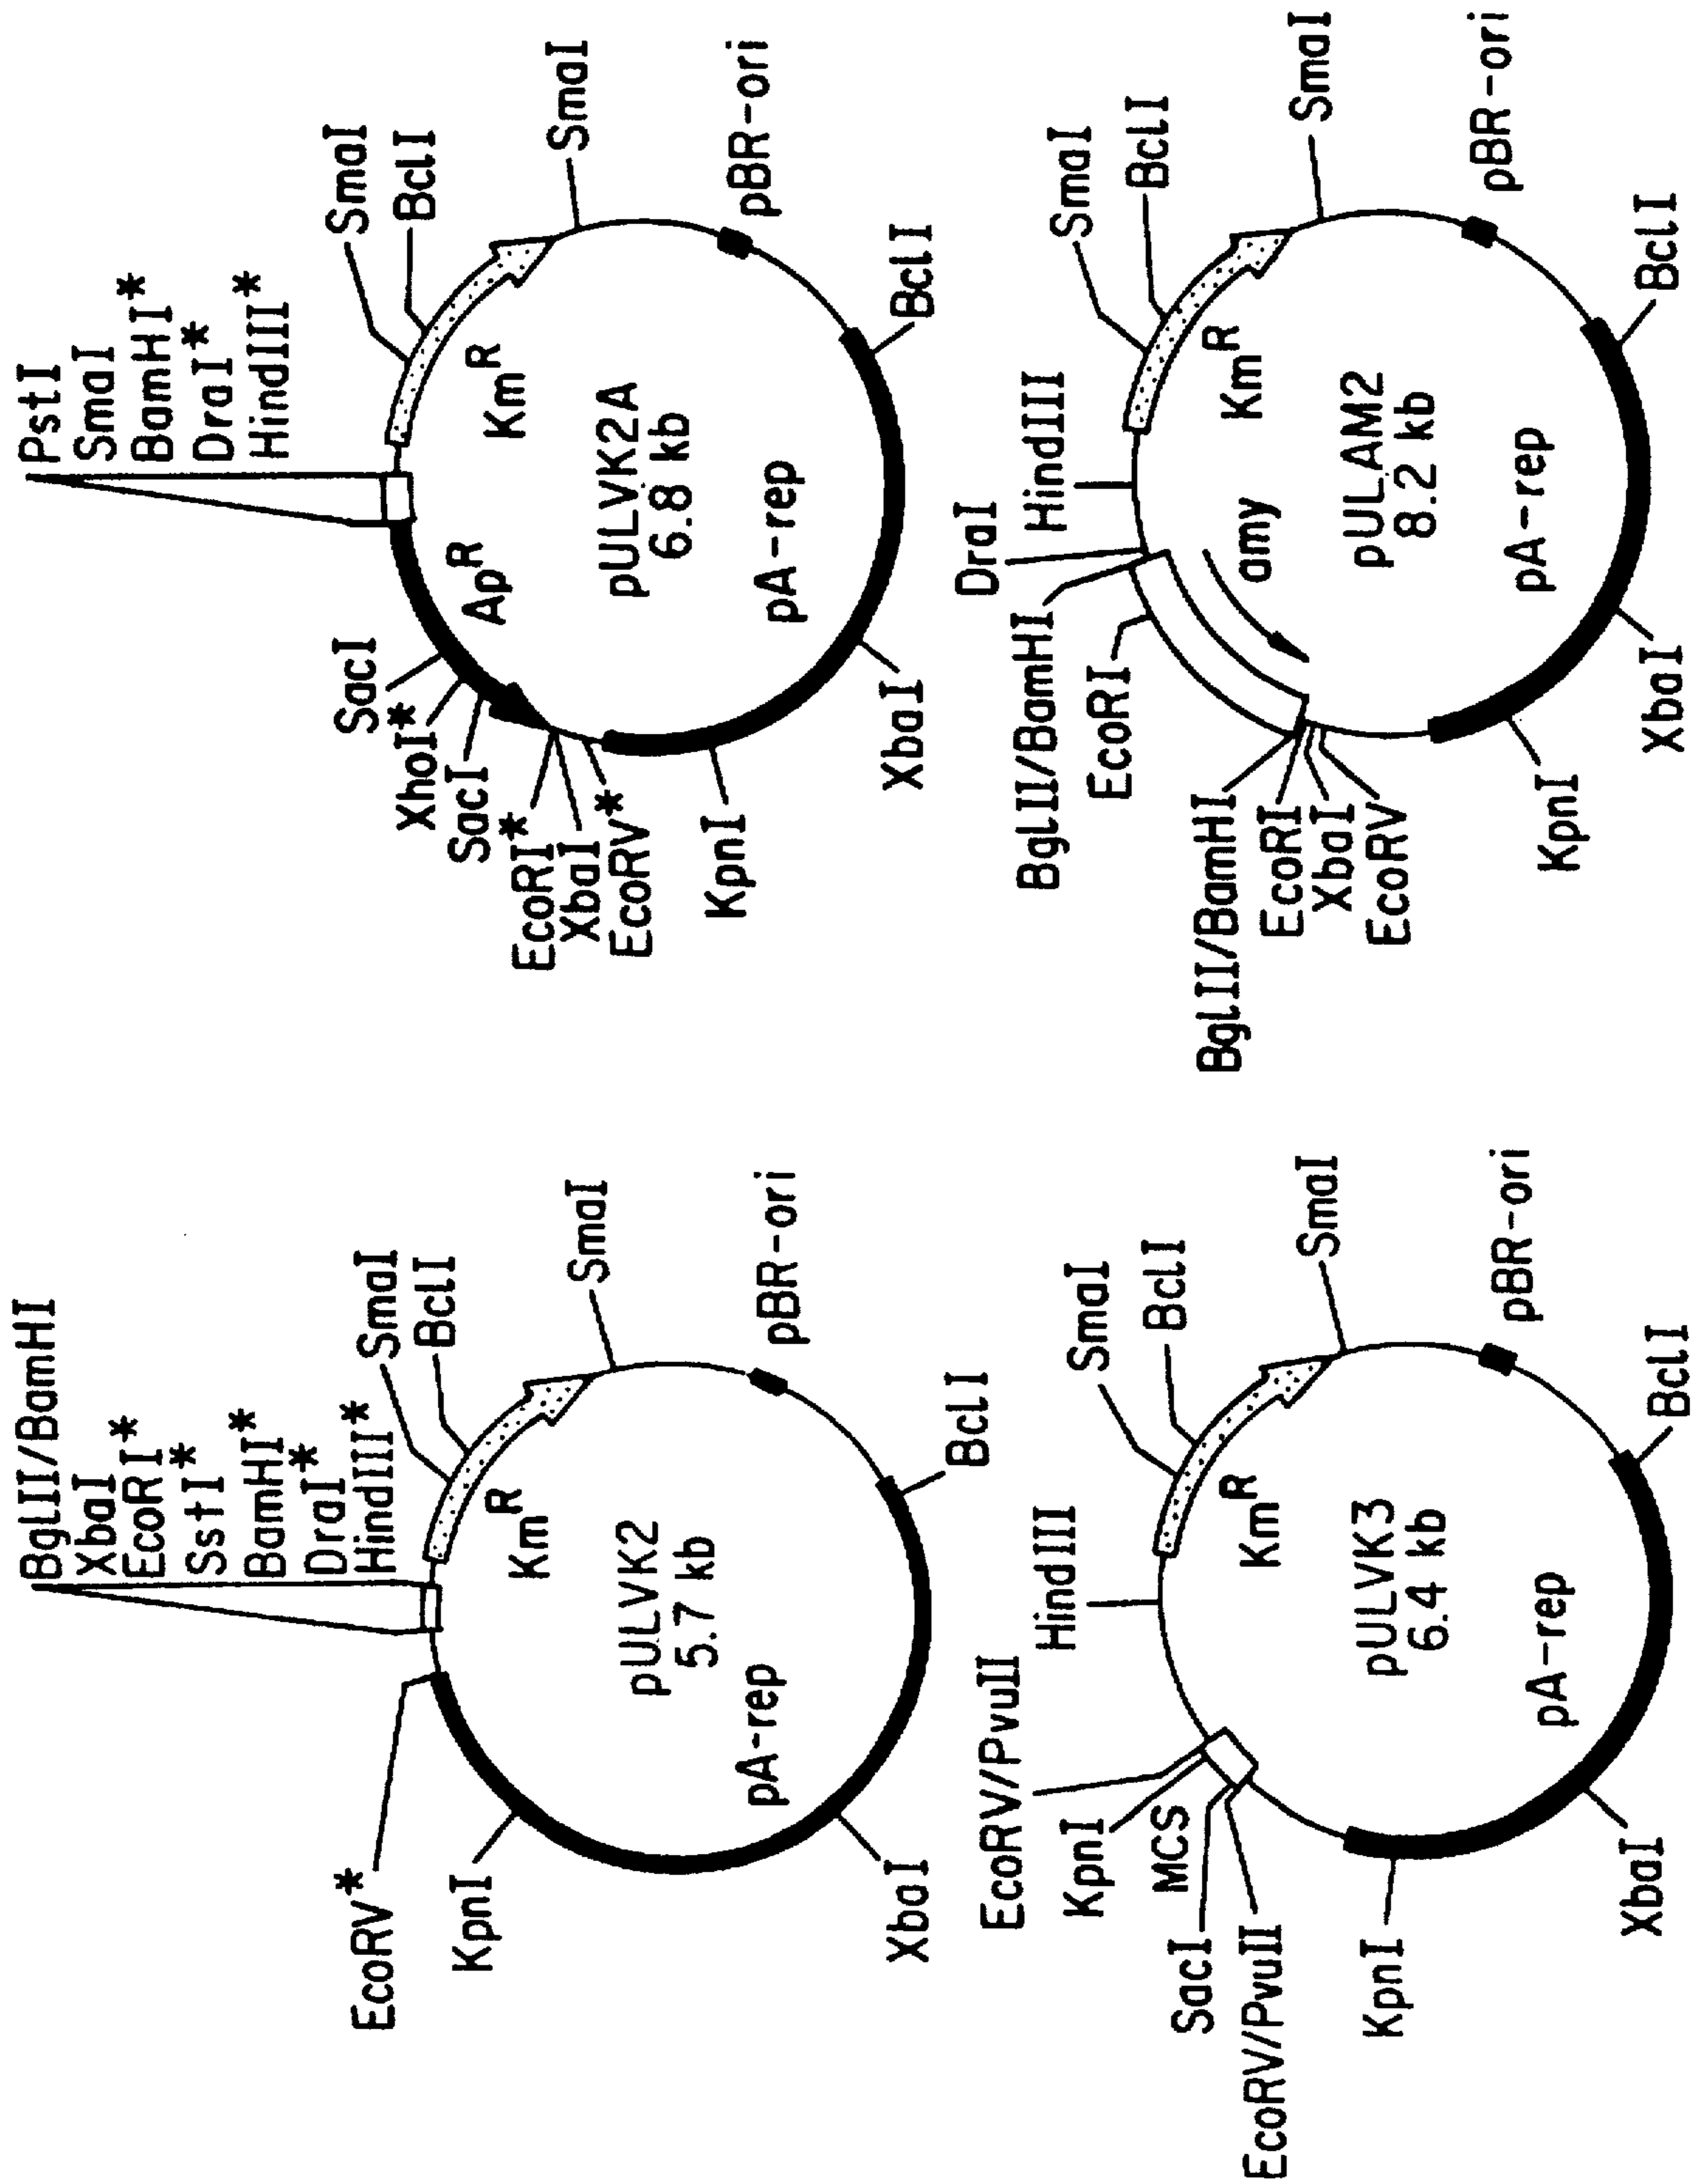 BglII/BamHI
XbaI
EcoRI*
SstI*
BamHI*
DraI*
HindIII*
SmaI
BclI
SmaI
pBR-ori
BclI
XbaI
KpnI
EcoRV*
KmR
pULVK2
5.7 kb
pA-rep
PstI
SmaI
BamHI*
DraI*
HindIII*
SmaI
BclI
SmaI
pBR-ori
BclI
XbaI
KpnI
EcoRV*
XbaI
EcoRI*
SacI
XhoI*
SacI
ApR
KmR
pULVK2A
6.8 kb
pA-rep
HindIII
SmaI
BclI
SmaI
pBR-ori
BclI
XbaI
KpnI
EcoRV/PvuII
SacI
MCS
KpnI
EcoRV/PvuII
KmR
pULVK3
6.4 kb
pA-rep
DraI
HindIII
SmaI
BclI
SmaI
pBR-ori
BclI
XbaI
KpnI
EcoRV
XbaI
EcoRI
BglII/BamHI
EcoRI
BglII/BamHI
amy
KmR
pULAM2
8.2 kb
pA-rep